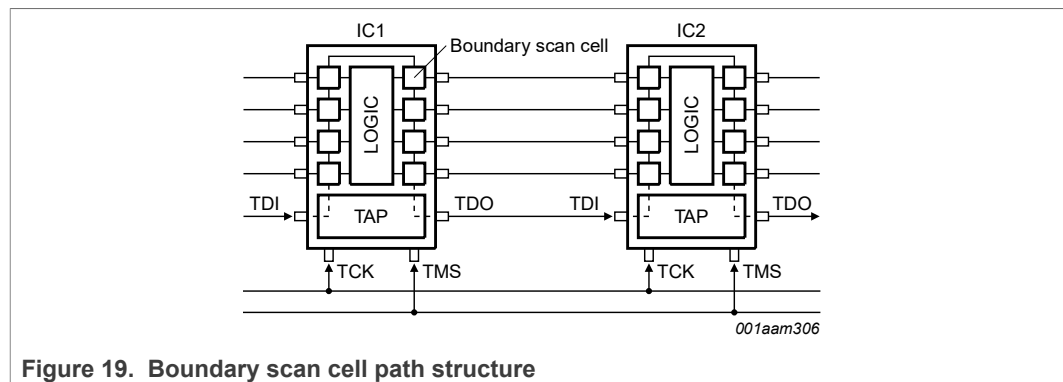 IC1
IC2
Boundary scan cell
LOGIC
LOGIC
TDI
TAP
TDO
TDI
TAP
TDO
TCK
TMS
TCK
TMS
001aam306
Figure 19. Boundary scan cell path structure